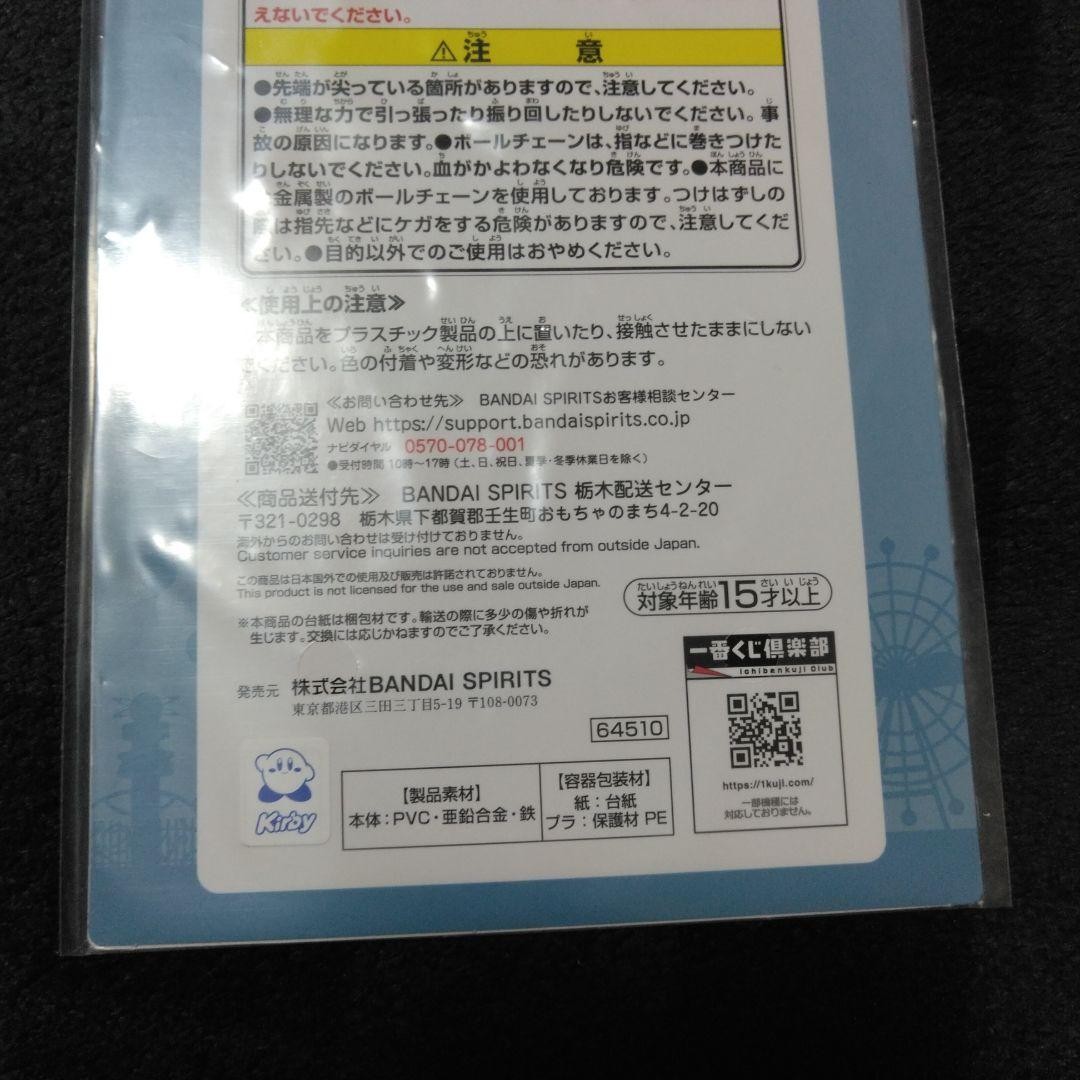 えないでください。
⚠注 意
●先端が尖っている箇所がありますので、注意してください。
●無理な力で引っ張ったり振り回したりしないでください。事
故の原因になります。●ボールチェーンは、指などに巻きつけた
りしないでください。血がかよわなくなり危険です。●本商品に
金属製のボールチェーンを使用しております。つけはずしの
は指先などにケガをする危険がありますので、注意してくだ
い。●目的以外でのご使用はおやめください。
≪使用上の注意≫
本商品をプラスチック製品の上に置いたり、接触させたままにしない
ください。色の付着や変形などの恐れがあります。
≪お問い合わせ先≫ BANDAI SPIRITSお客様相談センター
Web https://support.bandaispirits.co.jp
ナビダイヤル 0570-078-001
●受付時間 10時～17時(土、日、祝日、夏季・冬季休業日を除く)
≪商品送付先≫ BANDAI SPIRITS 栃木配送センター
〒321-0298 栃木県下都賀郡壬生町おもちゃのまち4-2-20
海外からのお問い合わせは受け付けておりません。
Customer service inquiries are not accepted from outside Japan.
この商品は日本国外での使用及び販売は許諾されておりません。
This product is not licensed for the use and sale outside Japan.
対象年齢15才以上
※本商品の台紙は梱包材です。輸送の際に多少の傷や折れが
生じます。交換には応じかねますのでご了承ください。
発売元 株式会社BANDAI SPIRITS
東京都港区三田三丁目5-19 〒108-0073
64510
一番くじ倶楽部
ichibankuji Club
https://1kuji.com/
一部機種には
対応しておりません。
Kirby
【製品素材】
本体：PVC・亜鉛合金・鉄
【容器包装材】
紙：台紙
プラ：保護材 PE